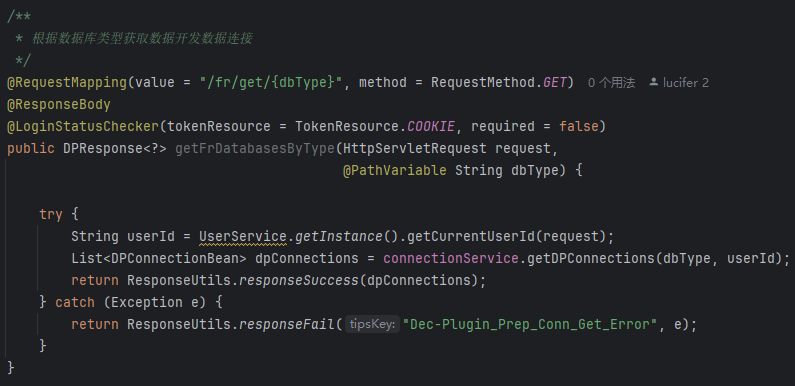 /**
 * 根据数据库类型获取数据开发数据连接
 */
@RequestMapping(value = "/fr/get/{dbType}", method = RequestMethod.GET) 0 个用法 lucifer 2
@ResponseBody
@LoginStatusChecker(tokenResource = TokenResource.COOKIE, required = false)
public DPResponse<?> getFrDatabasesByType(HttpServletRequest request,
                                          @PathVariable String dbType) {

    try {
        String userId = UserService.getInstance().getCurrentUserId(request);
        List<DPConnectionBean> dpConnections = connectionService.getDPConnections(dbType, userId);
        return ResponseUtils.responseSuccess(dpConnections);
    } catch (Exception e) {
        return ResponseUtils.responseFail( tipsKey: "Dec-Plugin_Prep_Conn_Get_Error", e);
    }
}